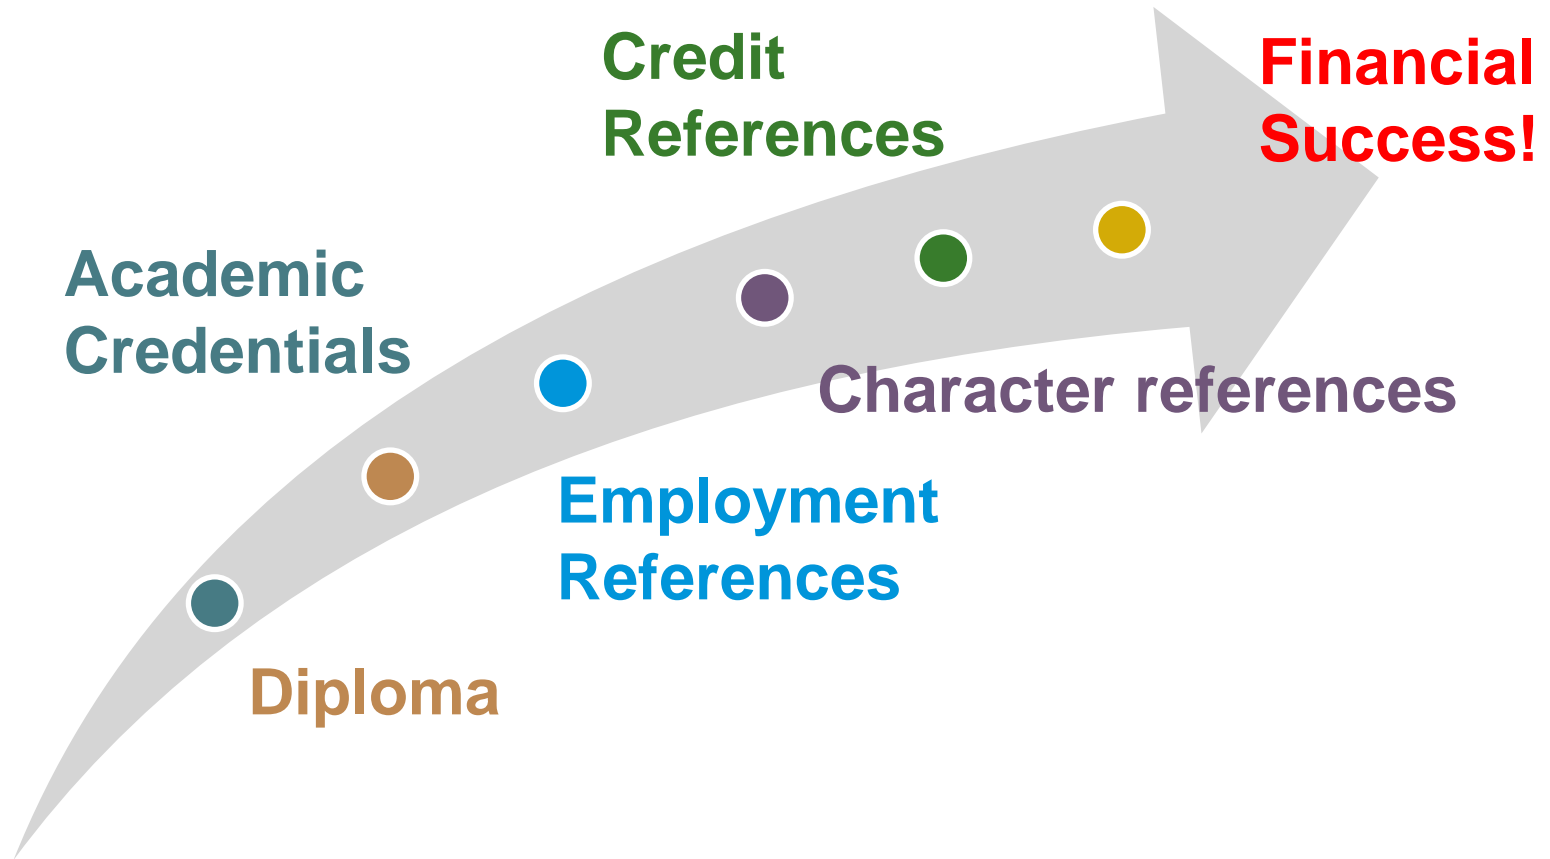 Credit
References
Financial
Success!
Academic
Credentials
Character references
Employment
References
Diploma